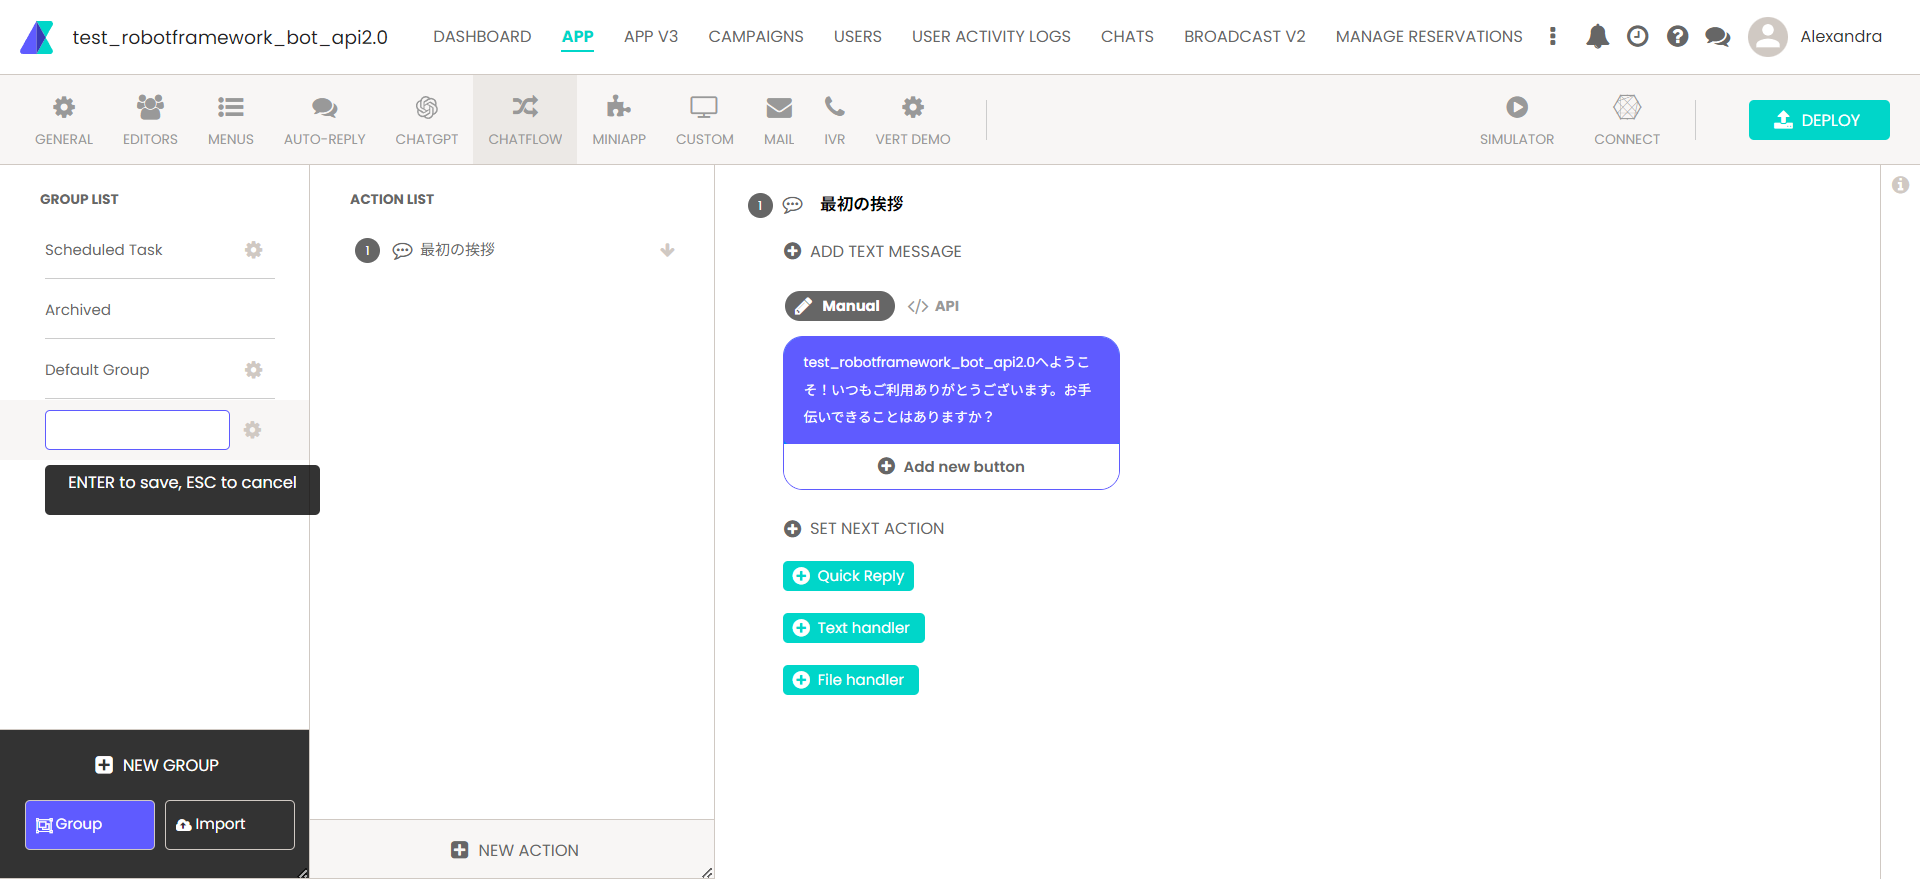 test_robotframework_bot_api2.0
DASHBOARD
APP
APP V3
CAMPAIGNS
USERS
USER ACTIVITY LOGS
CHATS
BROADCAST V2
MANAGE RESERVATIONS
Alexandra
GENERAL
EDITORS
MENUS
AUTO-REPLY
CHATGPT
CHATFLOW
MINIAPP
CUSTOM
MAIL
IVR
VERT DEMO
SIMULATOR
CONNECT
DEPLOY
GROUP LIST
Scheduled Task
Archived
Default Group
ENTER to save, ESC to cancel
NEW GROUP
Group
Import
ACTION LIST
1 最初の挨拶
NEW ACTION
1 最初の挨拶
ADD TEXT MESSAGE
Manual
</> API
test_robotframework_bot_api2.0へようこ
そ！いつもご利用ありがとうございます。お手
伝いできることはありますか？
Add new button
SET NEXT ACTION
Quick Reply
Text handler
File handler